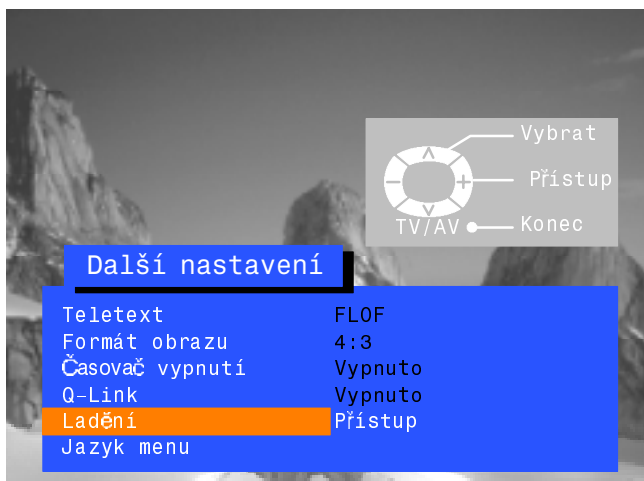 Vybrat
Přístup
TV/AV Konec
Další nastavení
Teletext FLOF
Formát obrazu 4:3
Časovač vypnutí Vypnuto
Q-Link Vypnuto
Ladění Přístup
Jazyk menu